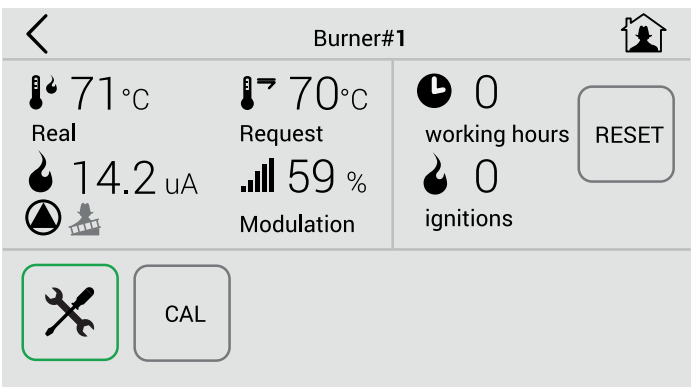 Burner#1
71°C
Real
70°C
Request
14.2 uA
59 %
Modulation
0
working hours
0
ignitions
RESET
CAL